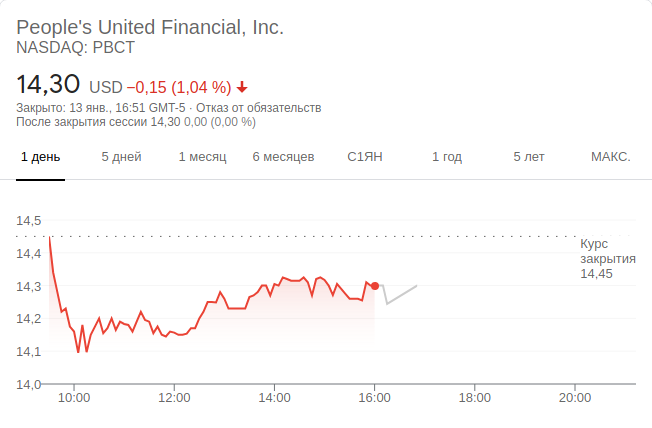 People's United Financial, Inc.
NASDAQ: PBCT
14,30 USD −0,15 (1,04 %)
Закрыто: 13 янв., 16:51 GMT-5 · Отказ от обязательств
После закрытия сессии 14,30 0,00 (0,00 %)
1 день 5 дней 1 месяц 6 месяцев С1ЯН 1 год 5 лет МАКС.
14,5
14,4
14,3
14,2
14,1
14,0
Курс
закрытия
14,45
10:00 12:00 14:00 16:00 18:00 20:00